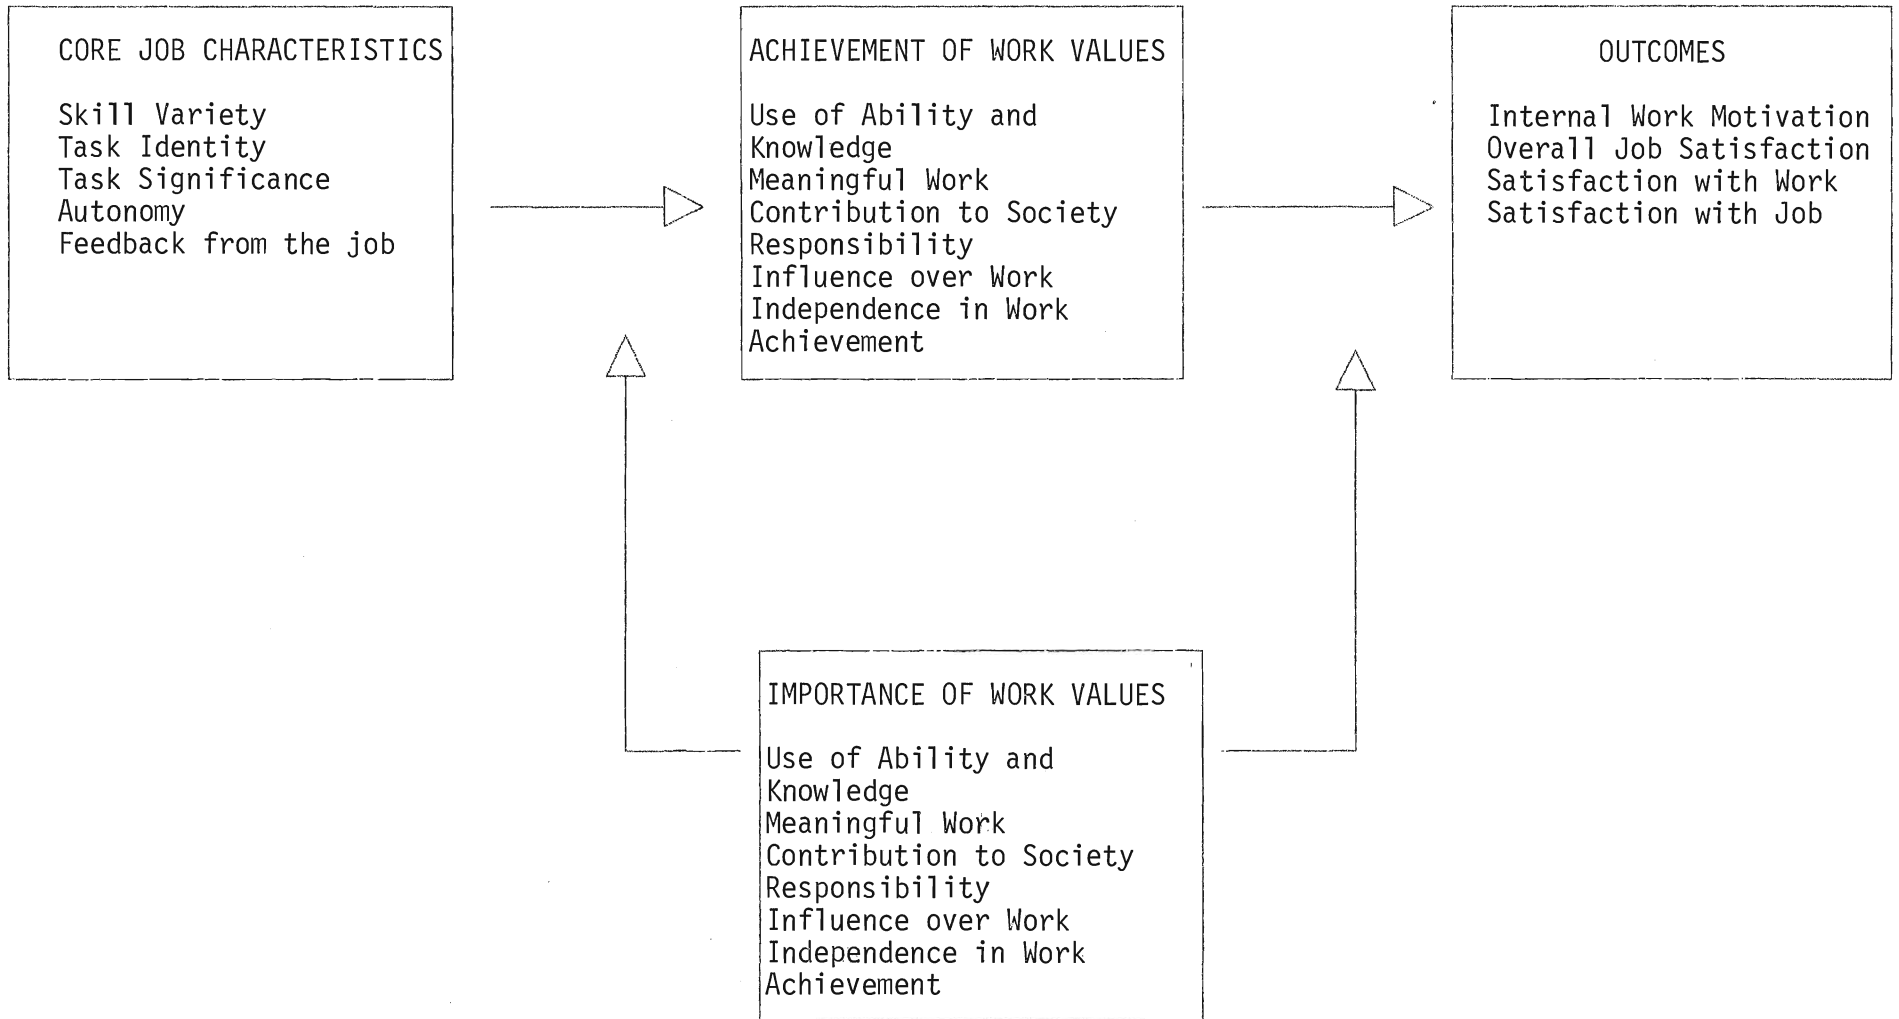 CORE JOB CHARACTERISTICS
Skill Variety
Task Identity
Task Significance
Autonomy
Feedback from the job
ACHIEVEMENT OF WORK VALUES
Use of Ability and
Knowledge
Meaningful Work
Contribution to Society
Responsibility
Influence over Work
Independence in Work
Achievement
OUTCOMES
Internal Work Motivation
Overall Job Satisfaction
Satisfaction with Work
Satisfaction with Job
IMPORTANCE OF WORK VALUES
Use of Ability and
Knowledge
Meaningful Work
Contribution to Society
Responsibility
Influence over Work
Independence in Work
Achievement